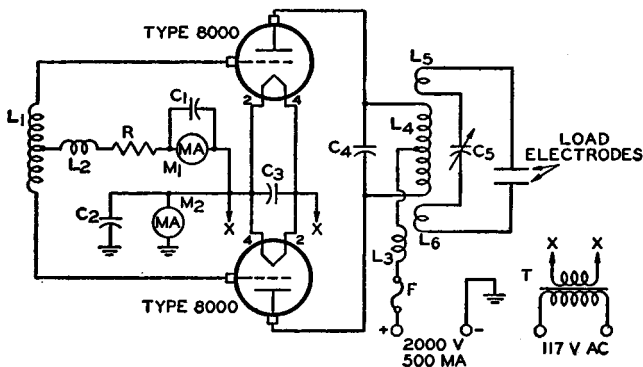 TYPE 8000
2 4
L1
C1
L2
R
MA
M1
C3
C2
MA
M2
X
X
4 2
TYPE 8000
C4
L4
L5
C5
L6
L3
F
LOAD
ELECTRODES
+ -
2000 V
500 MA
X X
T
117 V AC